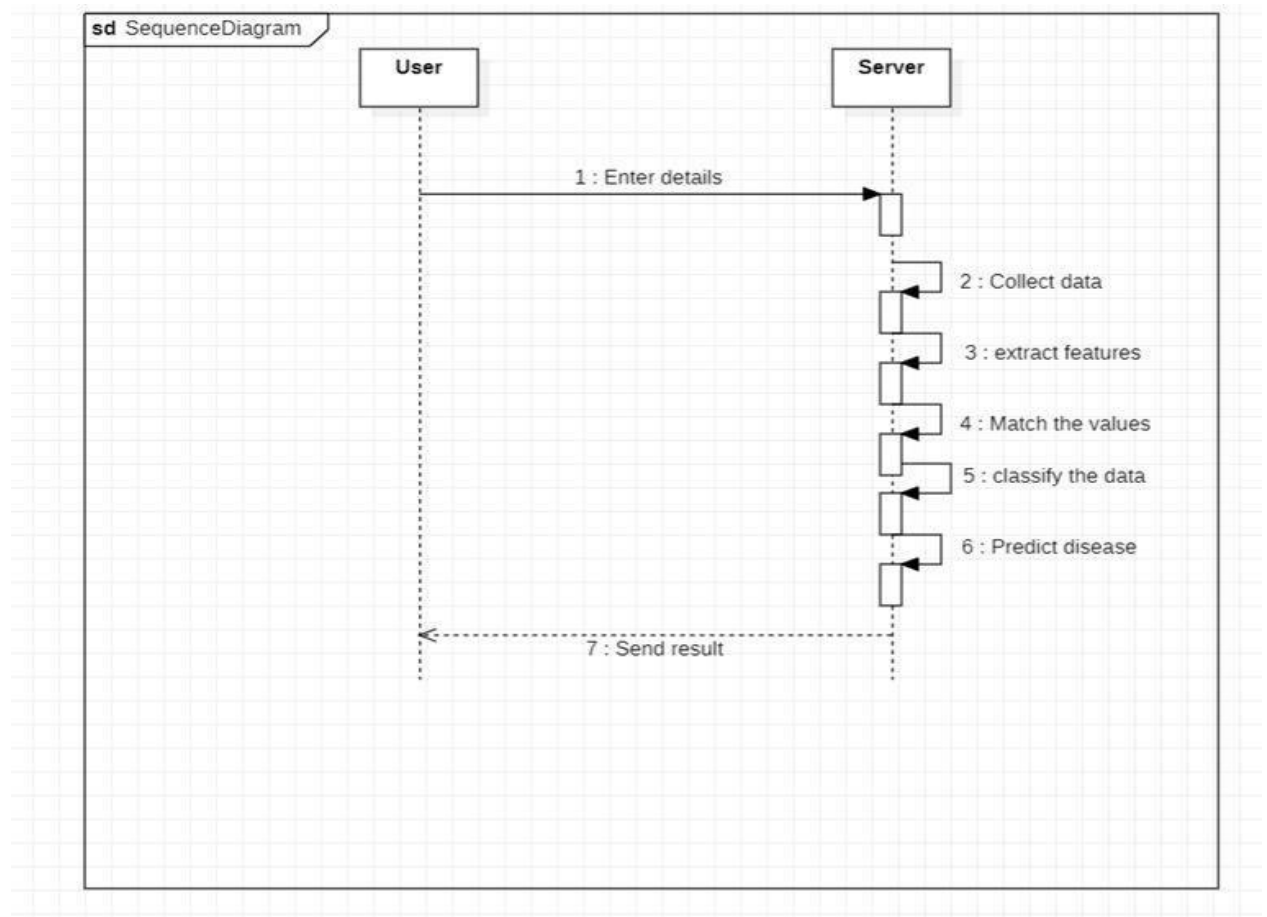 sd SequenceDiagram
User
Server
1 : Enter details
2 : Collect data
3 : extract features
4 : Match the values
5 : classify the data
6 : Predict disease
7 : Send result